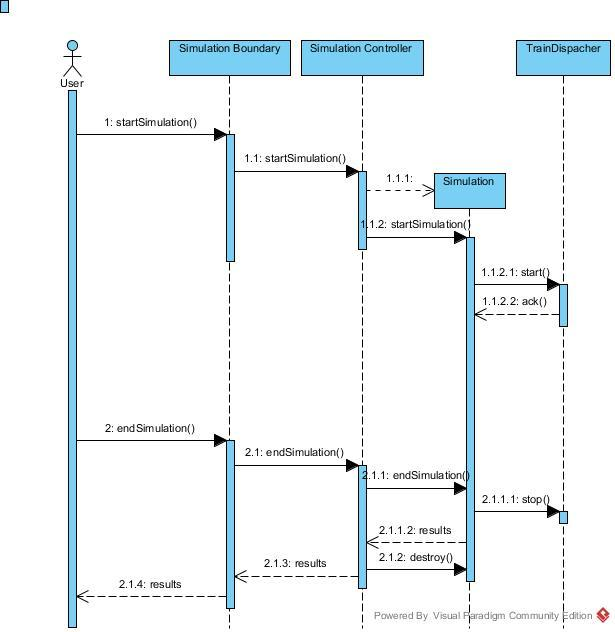 Simulation Boundary
Simulation Controller
TrainDispacher
User
1: startSimulation()
1.1: startSimulation()
1.1.1:
Simulation
1.1.2: startSimulation()
1.1.2.1: start()
1.1.2.2: ack()
2: endSimulation()
2.1: endSimulation()
2.1.1: endSimulation()
2.1.1.1: stop()
2.1.1.2: results
2.1.2: destroy()
2.1.3: results
2.1.4: results
Powered By Visual Paradigm Community Edition